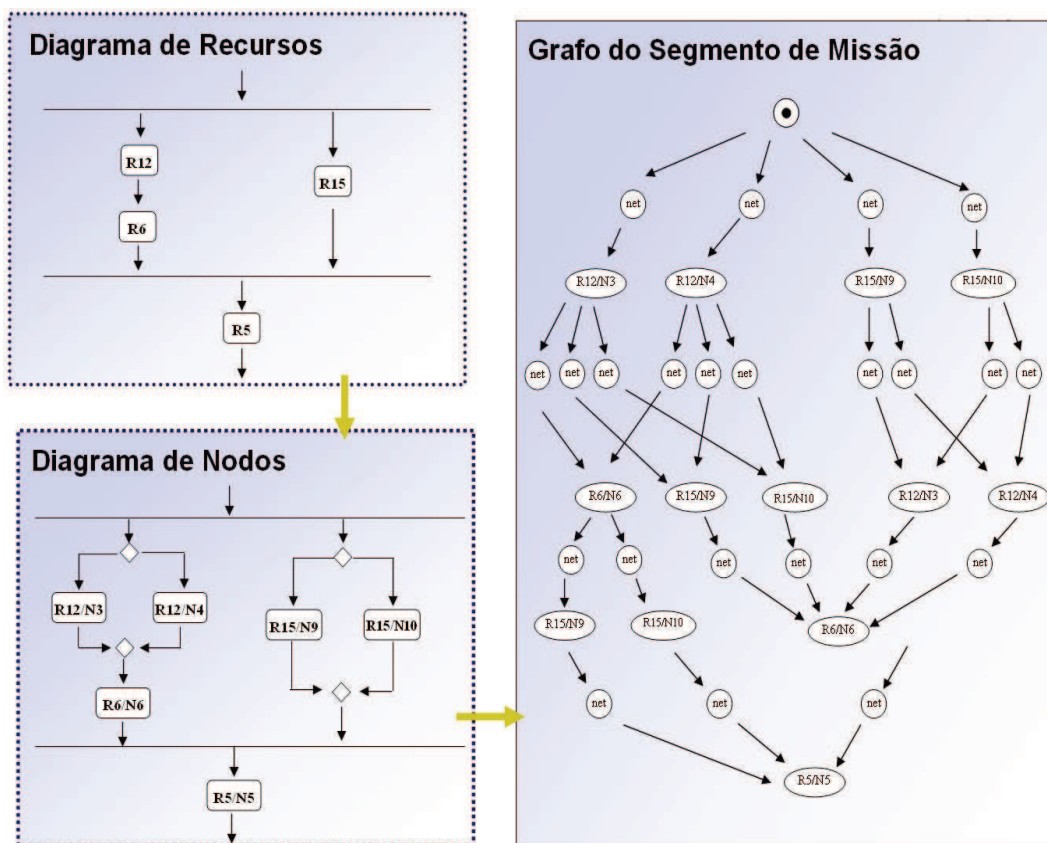 Diagrama de Recursos
R12
R15
R6
R5
Diagrama de Nodos
R12/N3
R12/N4
R15/N9
R15/N10
R6/N6
R5/N5
Grafo do Segmento de Missão
net
net
net
net
R12/N3
R12/N4
R15/N9
R15/N10
net
net
net
net
net
net
net
net
net
net
R6/N6
R15/N9
R15/N10
R12/N3
R12/N4
net
net
net
net
net
net
R15/N9
R15/N10
R6/N6
net
net
net
R5/N5